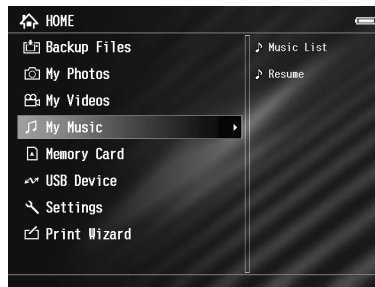 HOME
Backup Files
My Photos
My Videos
My Music
Memory Card
USB Device
Settings
Print Wizard
Music List
Resume